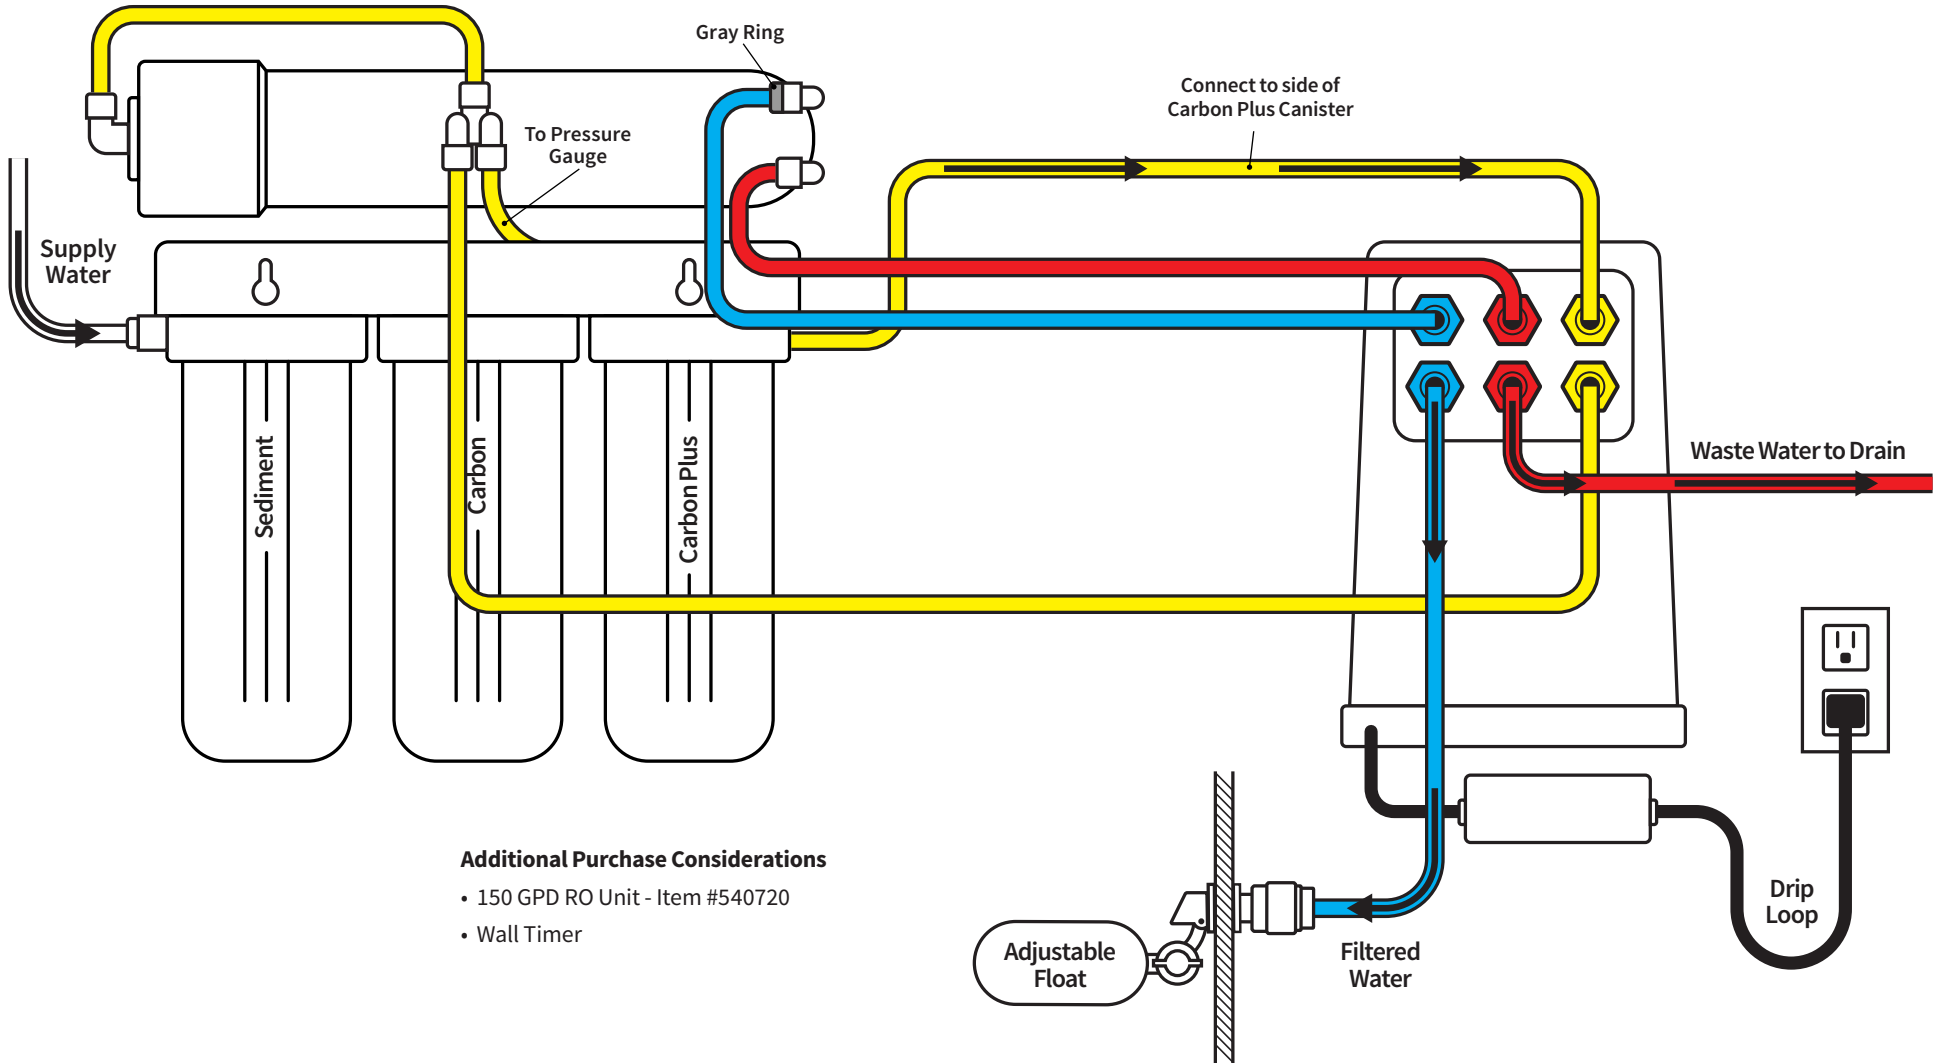 Gray Ring
Connect to side of
Carbon Plus Canister
To Pressure
Gauge
Supply
Water
Sediment
Carbon
Carbon Plus
Waste Water to Drain
Additional Purchase Considerations
• 150 GPD RO Unit - Item #540720
• Wall Timer
Adjustable
Float
Filtered
Water
Drip
Loop